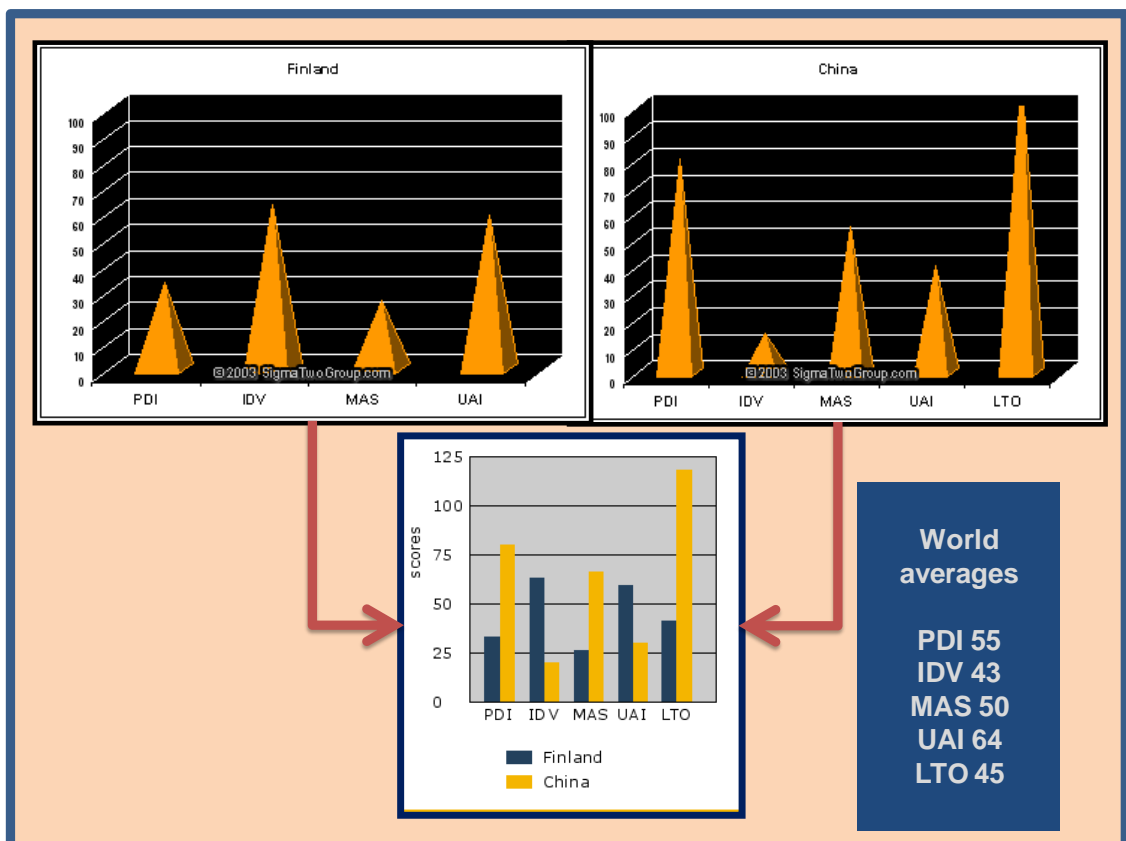 Finland
100
90
80
70
60
50
40
30
20
10
0
©2003 SigmaTwoGroup.com
PDI IDV MAS UAI
China
100
90
80
70
60
50
40
30
20
10
0
©2003 SigmaTwoGroup.com
PDI IDV MAS UAI LTO
125
100
75
50
25
0
scores
PDI IDV MAS UAI LTO
Finland
China
World
averages
PDI 55
IDV 43
MAS 50
UAI 64
LTO 45